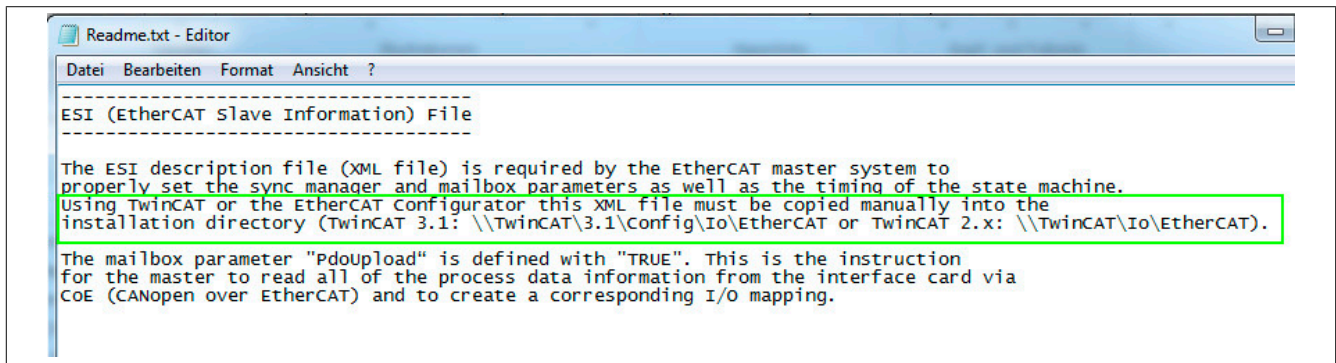 Readme.txt - Editor
Datei Bearbeiten Format Ansicht ?
-------------------------------------
ESI (EtherCAT Slave Information) File
-------------------------------------
The ESI description file (XML file) is required by the EtherCAT master system to
properly set the sync manager and mailbox parameters as well as the timing of the state machine.
Using TwinCAT or the EtherCAT Configurator this XML file must be copied manually into the
installation directory (TwinCAT 3.1: \\TwinCAT\3.1\Config\Io\EtherCAT or TwinCAT 2.x: \\TwinCAT\Io\EtherCAT).
The mailbox parameter "PdoUpload“ is defined with "TRUE". This is the instruction
for the master to read all of the process data information from the interface card via
CoE (CANopen over EtherCAT) and to create a corresponding I/O mapping.